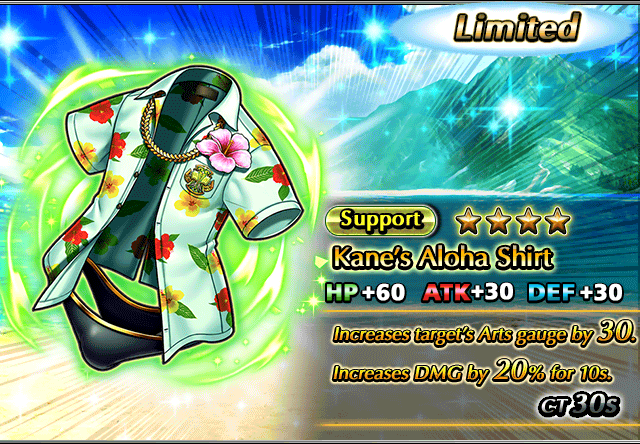 Limited
Support
Kane's Aloha Shirt
HP+60 ATK+30 DEF+30
Increases target's Arts gauge by 30.
Increases DMG by 20% for 10s.
CT 30s